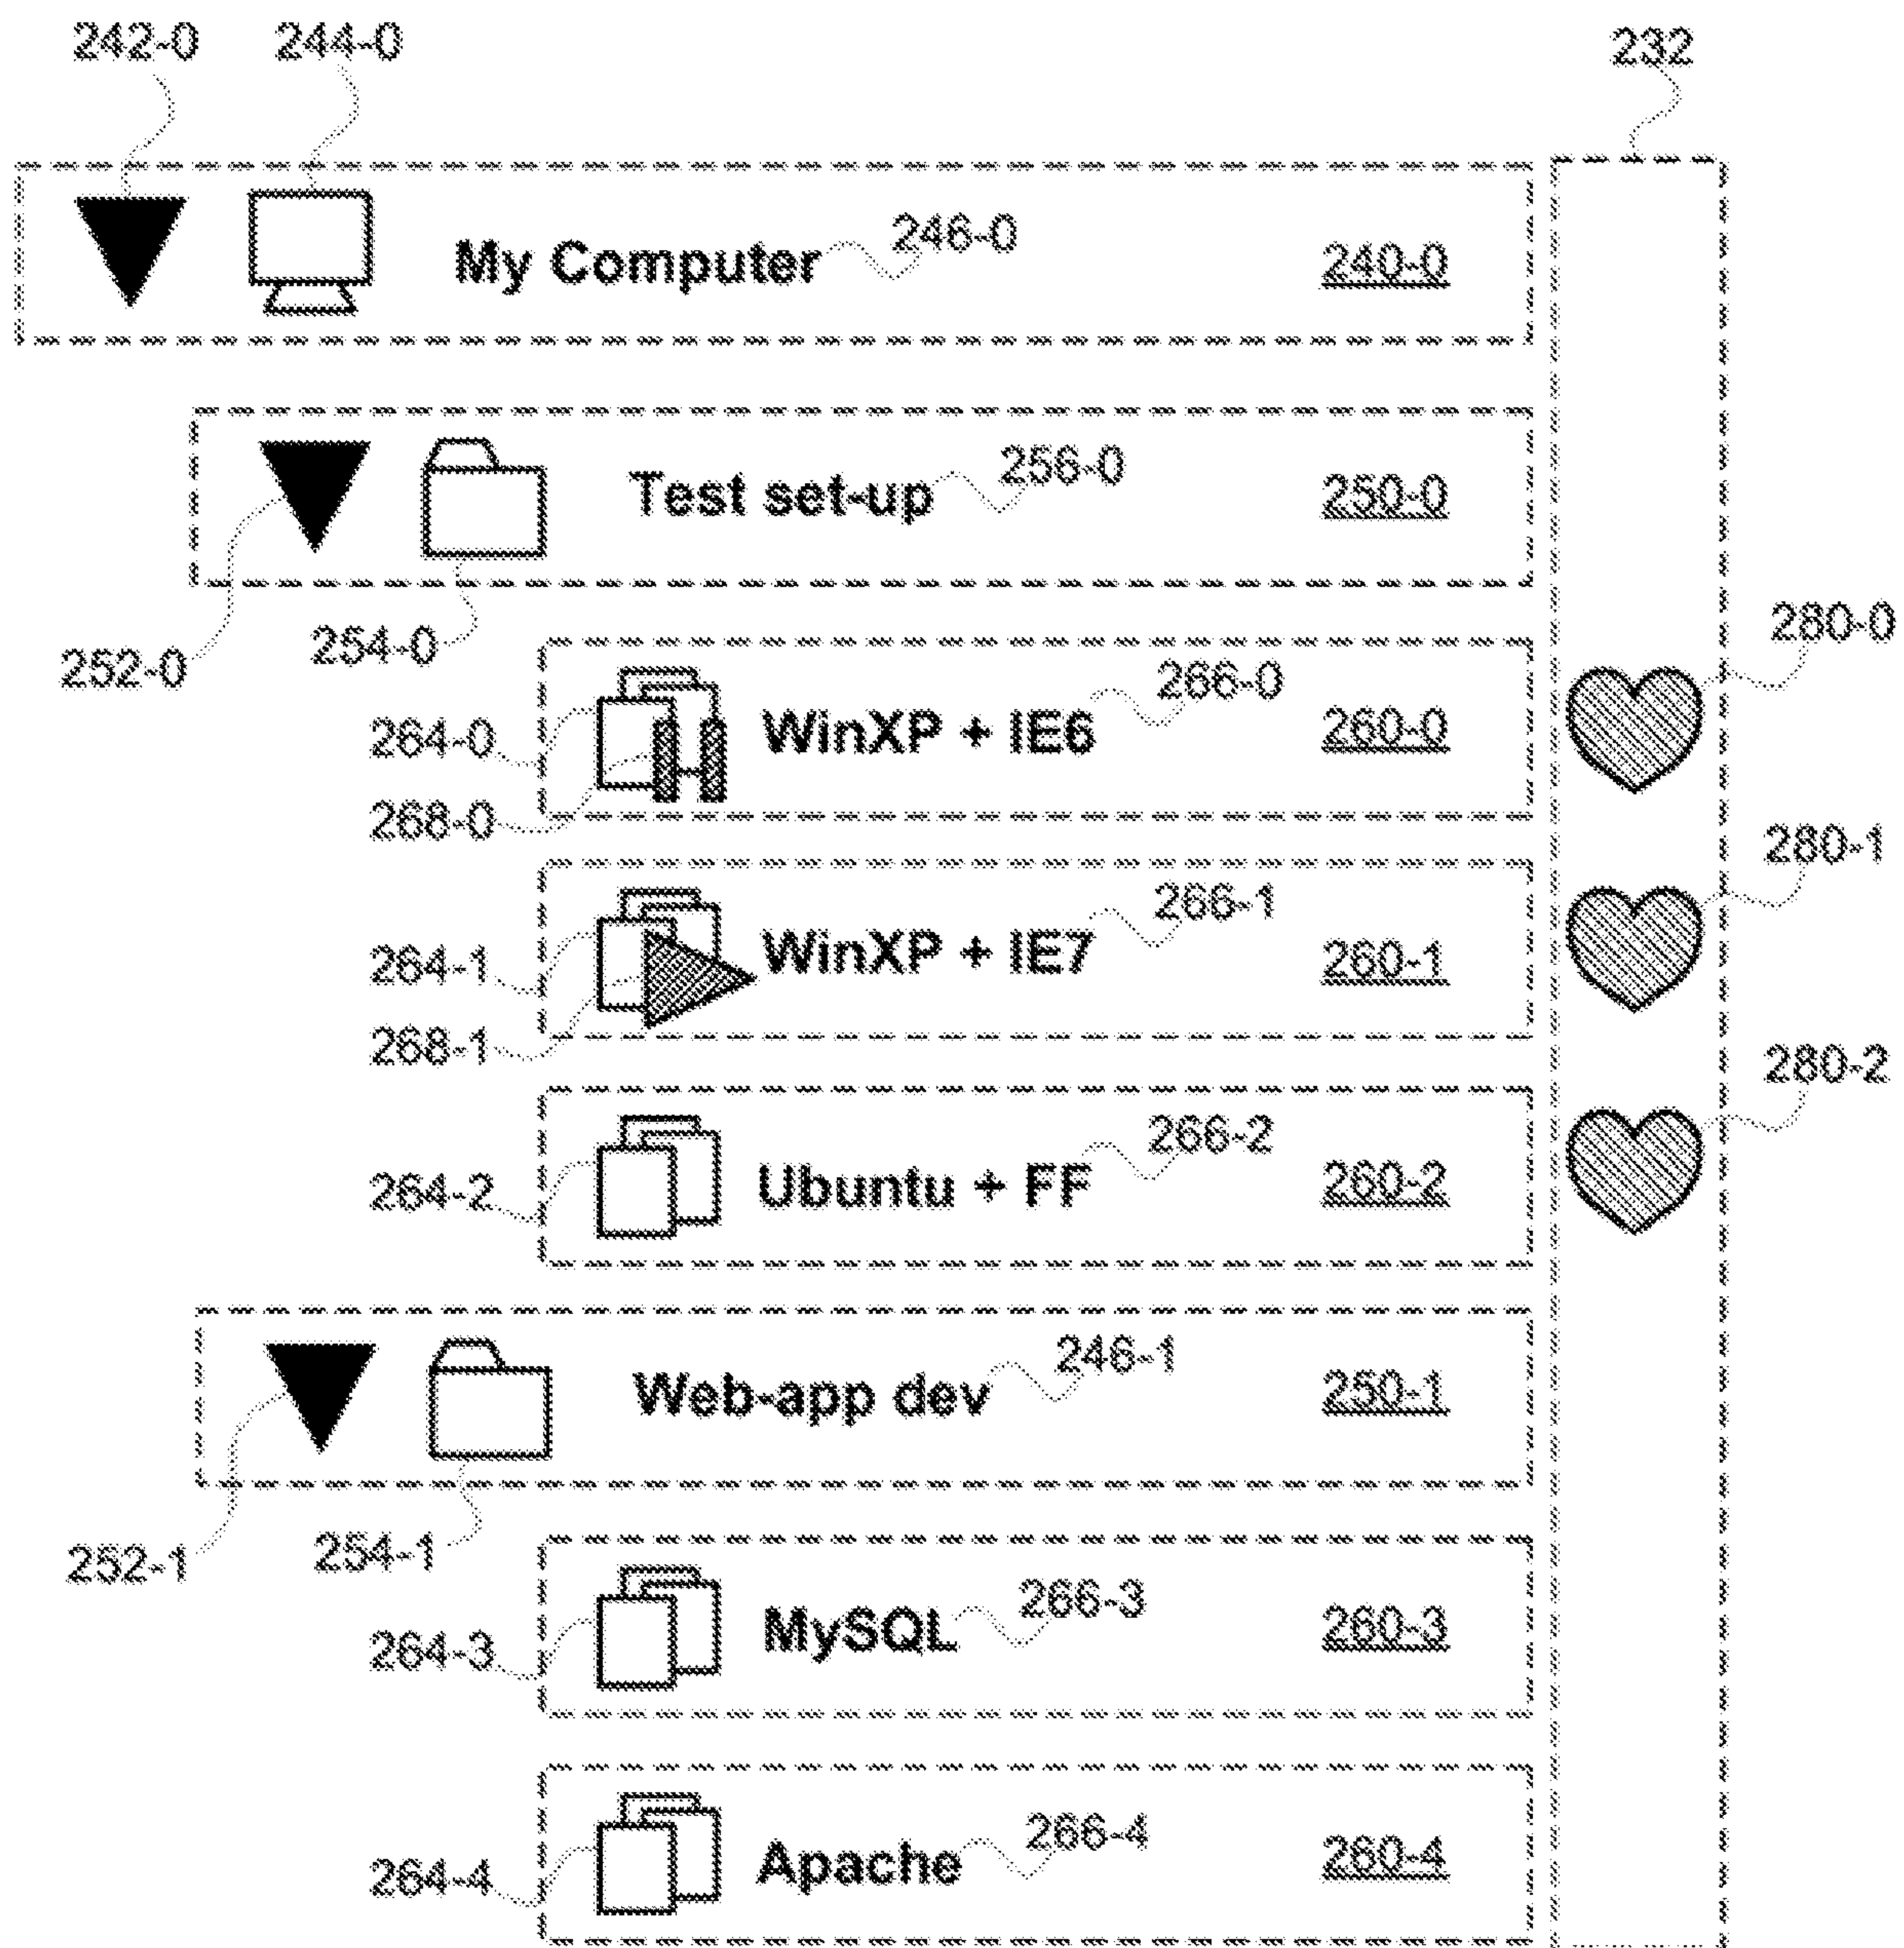 242-0 244-0 232
My Computer 246-0 240-0
Test set-up 256-0 250-0
252-0 254-0 280-0
264-0 WinXP + IE6 266-0 260-0
268-0 280-1
264-1 WinXP + IE7 266-1 260-1
268-1 280-2
264-2 Ubuntu + FF 266-2 260-2
Web-app dev 246-1 250-1
252-1 254-1
264-3 MySQL 266-3 260-3
264-4 Apache 266-4 260-4